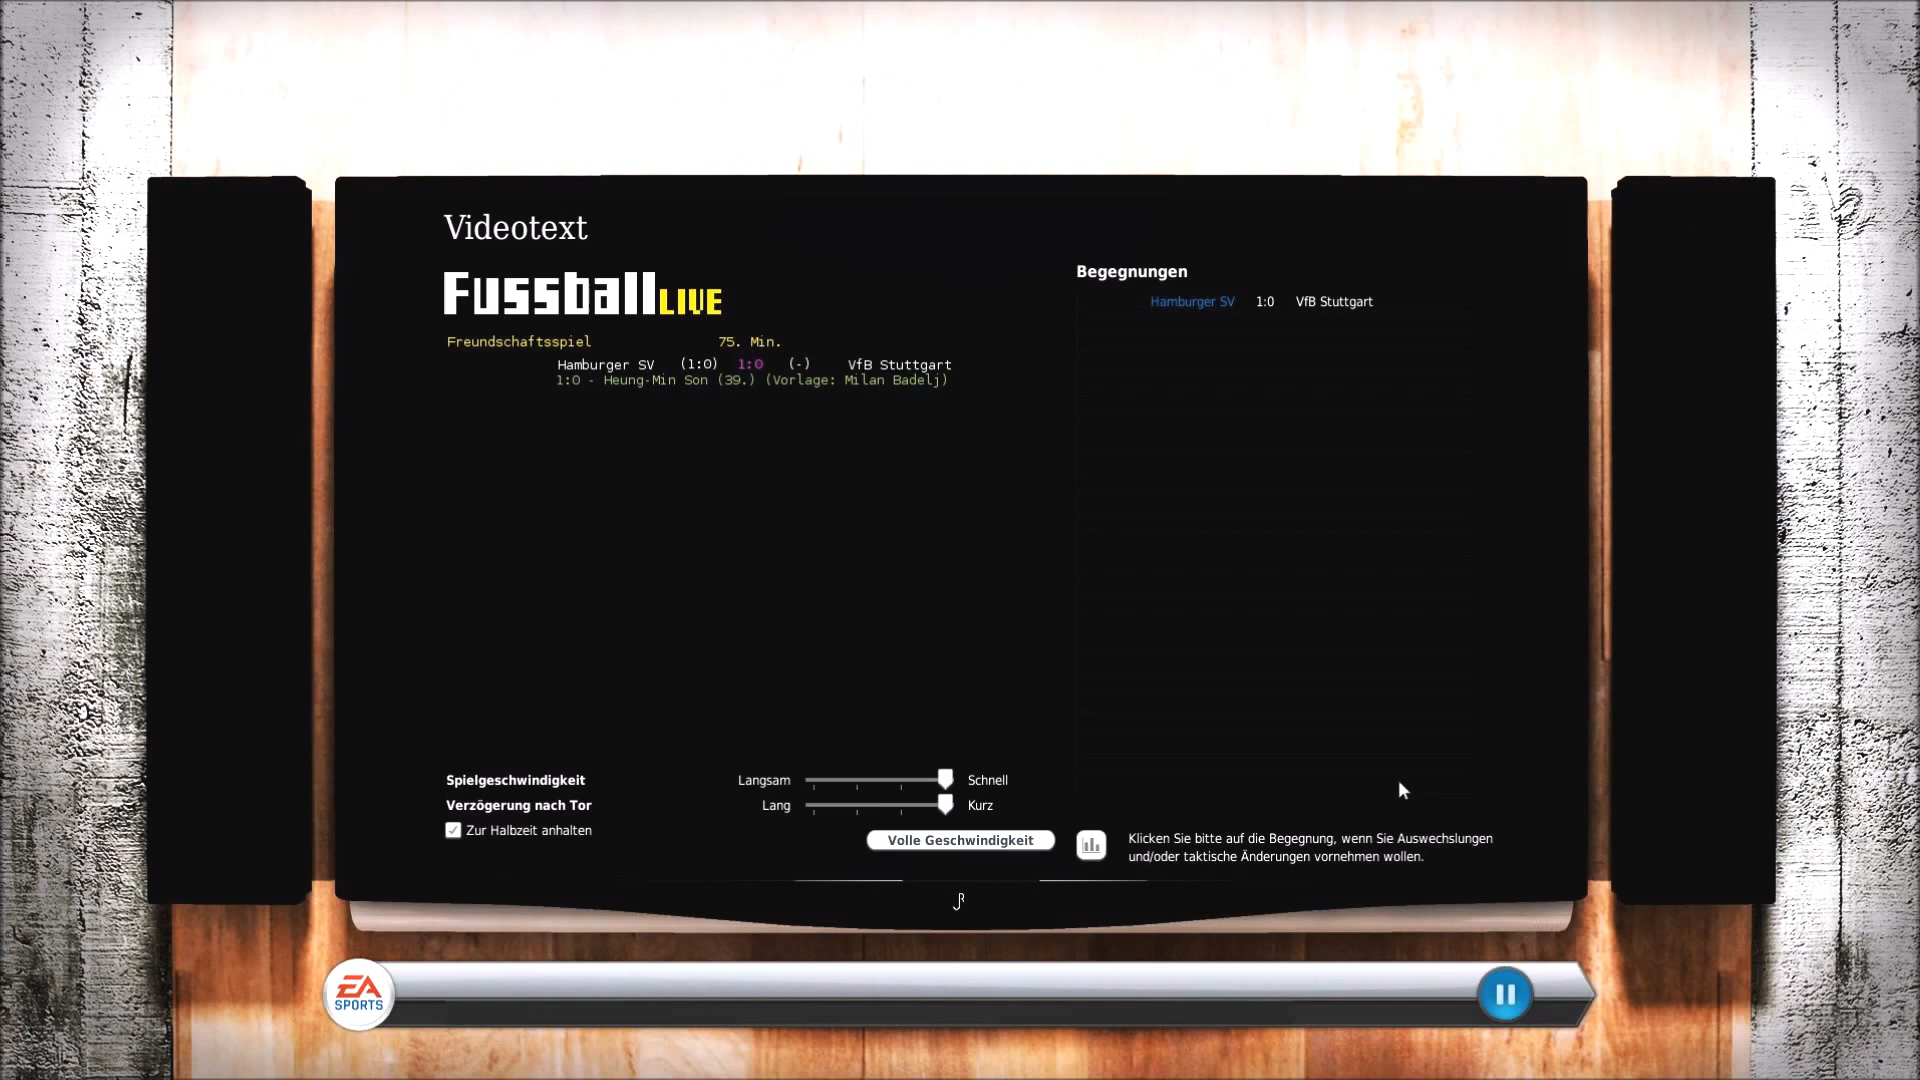 Videotext
FussballLIVE
Freundschaftsspiel 75. Min.
Hamburger SV (1:0) 1:0 (-) VfB Stuttgart
1:0 - Heung-Min Son (39.) (Vorlage: Milan Badelj)
Begegnungen
Hamburger SV 1:0 VfB Stuttgart
Spielgeschwindigkeit Langsam Schnell
Verzögerung nach Tor Lang Kurz
Zur Halbzeit anhalten
Volle Geschwindigkeit
Klicken Sie bitte auf die Begegnung, wenn Sie Auswechslungen
und/oder taktische Änderungen vornehmen wollen.
EA
SPORTS